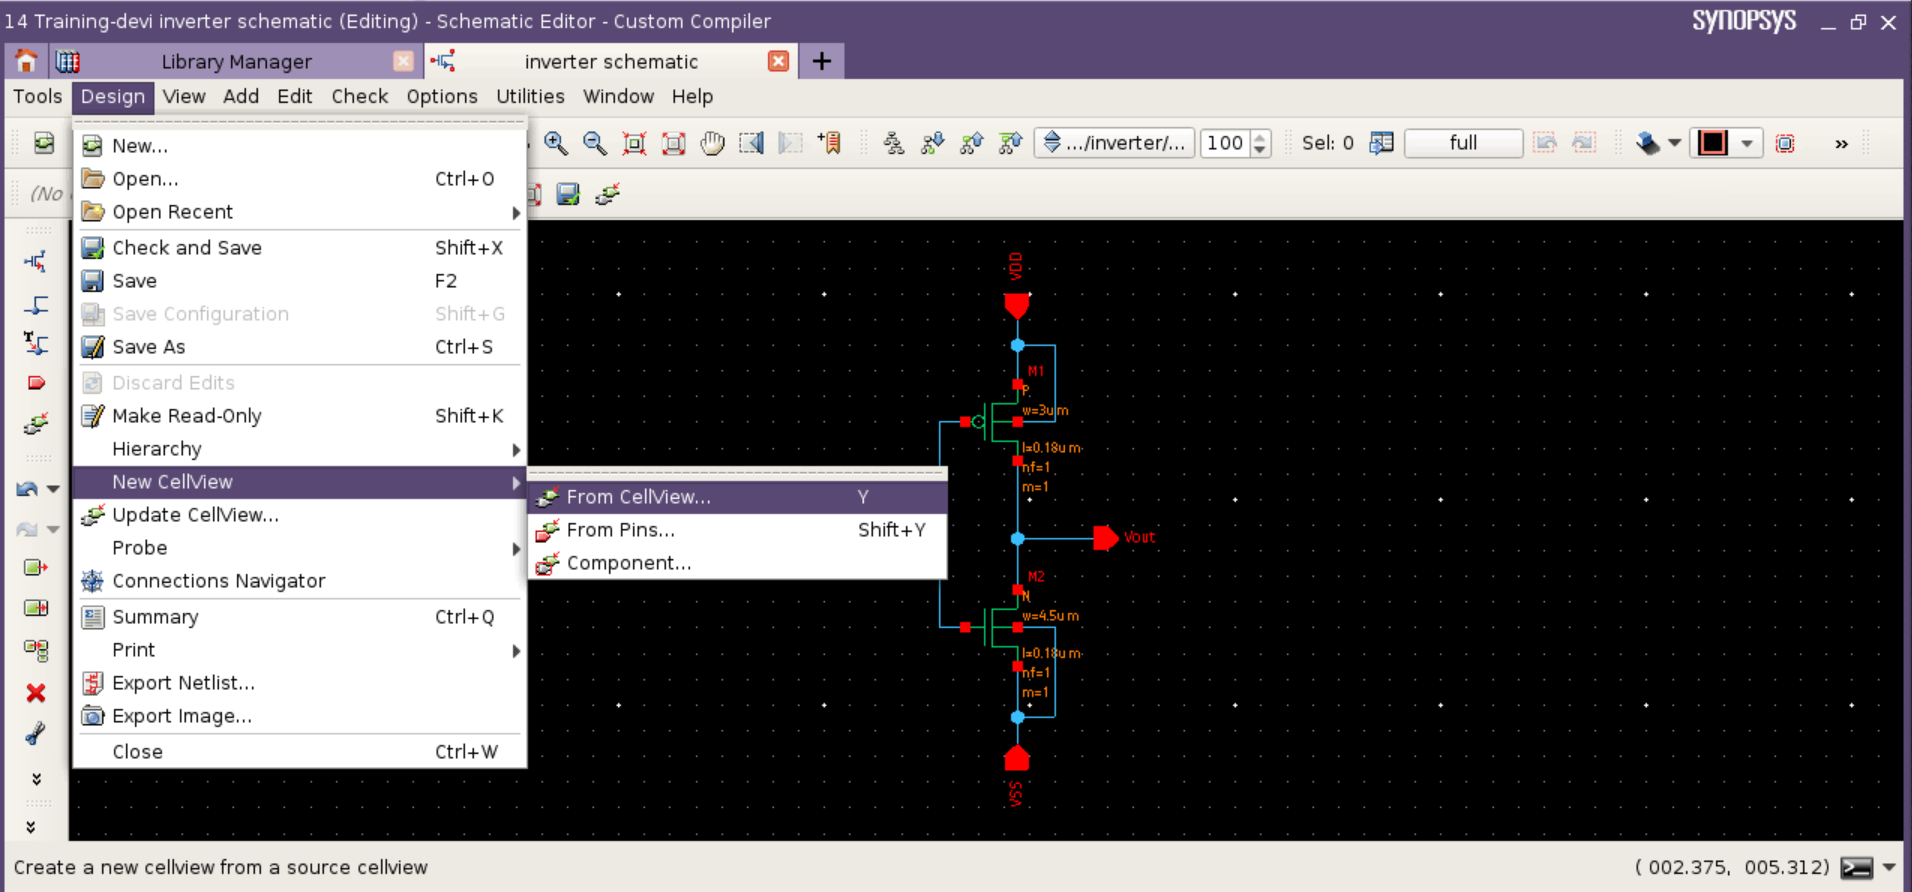 14 Training-devi inverter schematic (Editing) - Schematic Editor - Custom Compiler
SYNOPSYS
Library Manager
inverter schematic
Tools Design View Add Edit Check Options Utilities Window Help
.../inverter/... 100 Sel: 0 full »
(No
New...
Open... Ctrl+O
Open Recent
Check and Save Shift+X
Save F2
Save Configuration Shift+G
Save As Ctrl+S
Discard Edits
Make Read-Only Shift+K
Hierarchy
New CellView
Update CellView...
Probe
Connections Navigator
Summary Ctrl+Q
Print
Export Netlist...
Export Image...
Close Ctrl+W
From CellView... Y
From Pins... Shift+Y
Component...
VDD
M1
P
w=3um
l=0.18um
nf=1
m=1
Vout
M2
N
w=4.5um
l=0.18um
nf=1
m=1
VSS
Create a new cellview from a source cellview
( 002.375, 005.312)